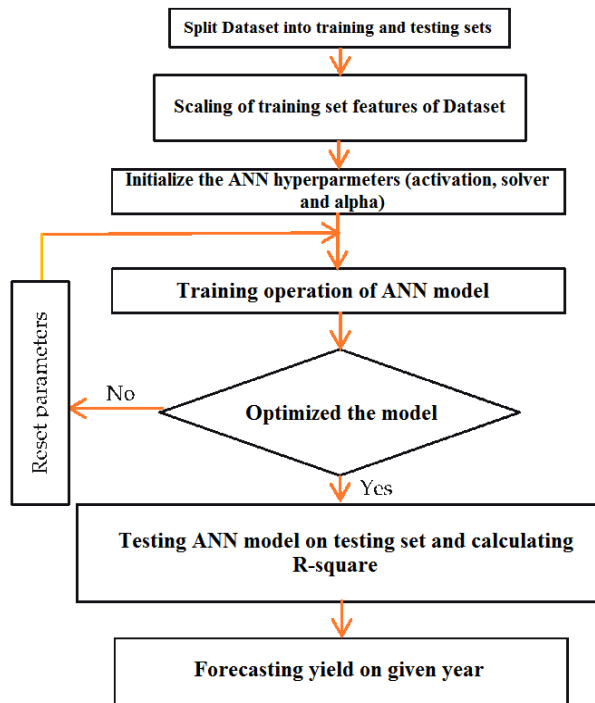 Split Dataset into training and testing sets
Scaling of training set features of Dataset
Initialize the ANN hyperparmeters (activation, solver
and alpha)
Training operation of ANN model
Reset parameters
No
Optimized the model
Yes
Testing ANN model on testing set and calculating
R-square
Forecasting yield on given year